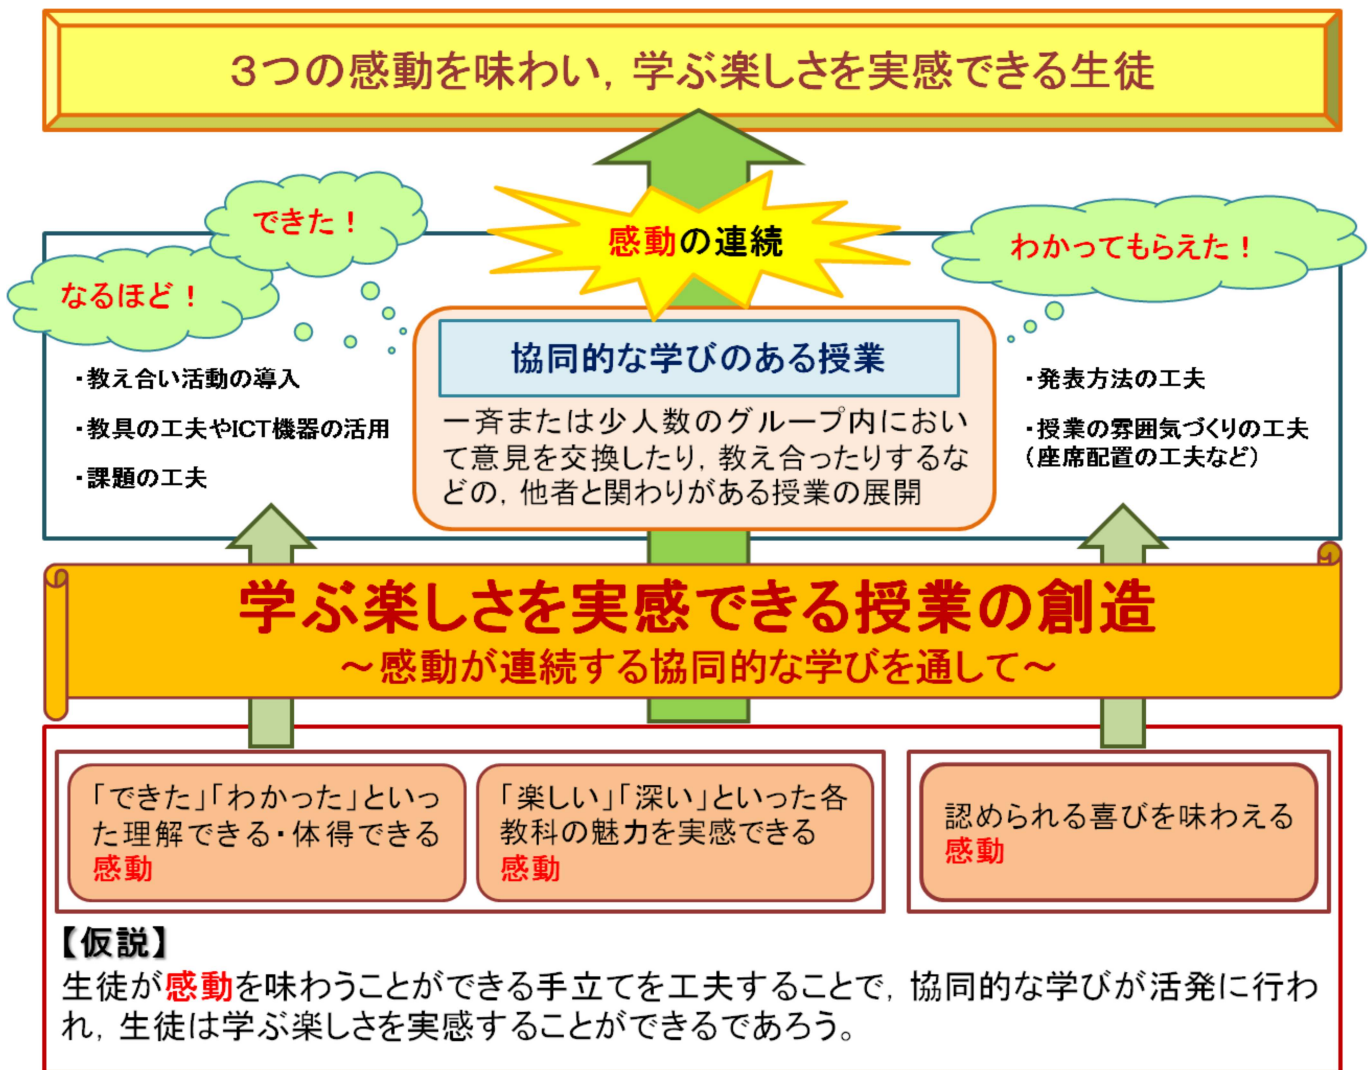 ３つの感動を味わい，学ぶ楽しさを実感できる生徒
できた！
なるほど！
感動の連続
わかってもらえた！
・教え合い活動の導入
・教具の工夫やICT機器の活用
・課題の工夫
協同的な学びのある授業
一斉または少人数のグループ内におい
て意見を交換したり，教え合ったりするな
どの，他者と関わりがある授業の展開
・発表方法の工夫
・授業の雰囲気づくりの工夫
（座席配置の工夫など）
学ぶ楽しさを実感できる授業の創造
～感動が連続する協同的な学びを通して～
「できた」「わかった」といっ
た理解できる・体得できる
感動
「楽しい」「深い」といった各
教科の魅力を実感できる
感動
認められる喜びを味わえる
感動
【仮説】
生徒が感動を味わうことができる手立てを工夫することで，協同的な学びが活発に行わ
れ，生徒は学ぶ楽しさを実感することができるであろう。